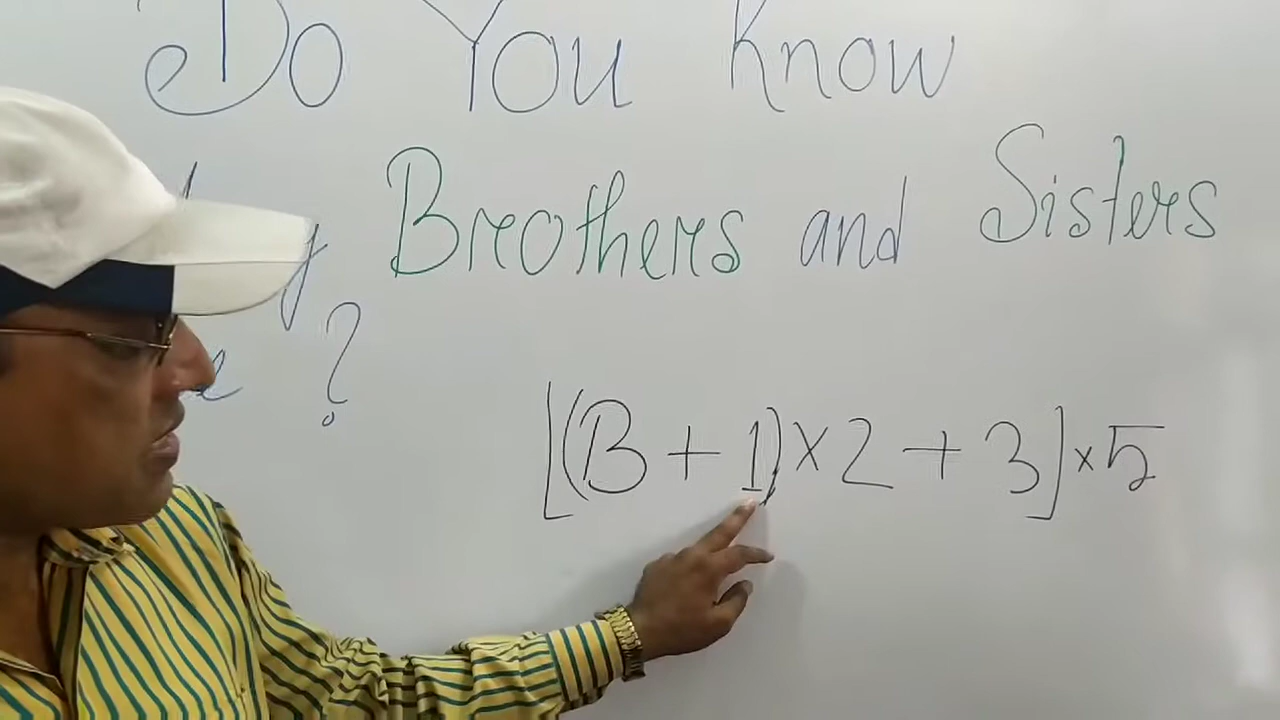 Do You Know
Brothers and Sisters
?
[(B + 1) × 2 + 3] × 5